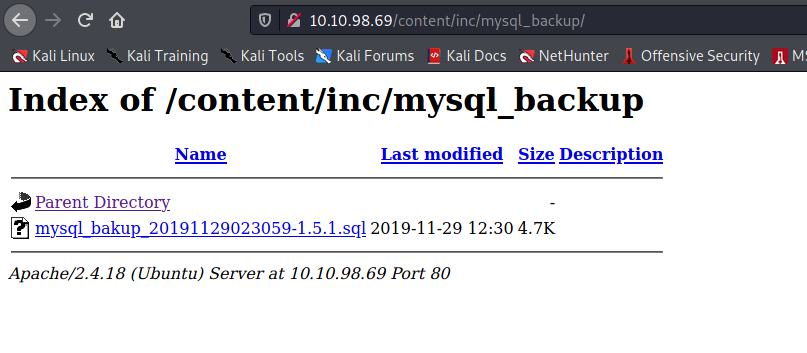 10.10.98.69/content/inc/mysql_backup/
Kali Linux Kali Training Kali Tools Kali Forums Kali Docs NetHunter Offensive Security MS
Index of /content/inc/mysql_backup
Name Last modified Size Description
Parent Directory -
mysql_bakup_20191129023059-1.5.1.sql 2019-11-29 12:30 4.7K
Apache/2.4.18 (Ubuntu) Server at 10.10.98.69 Port 80